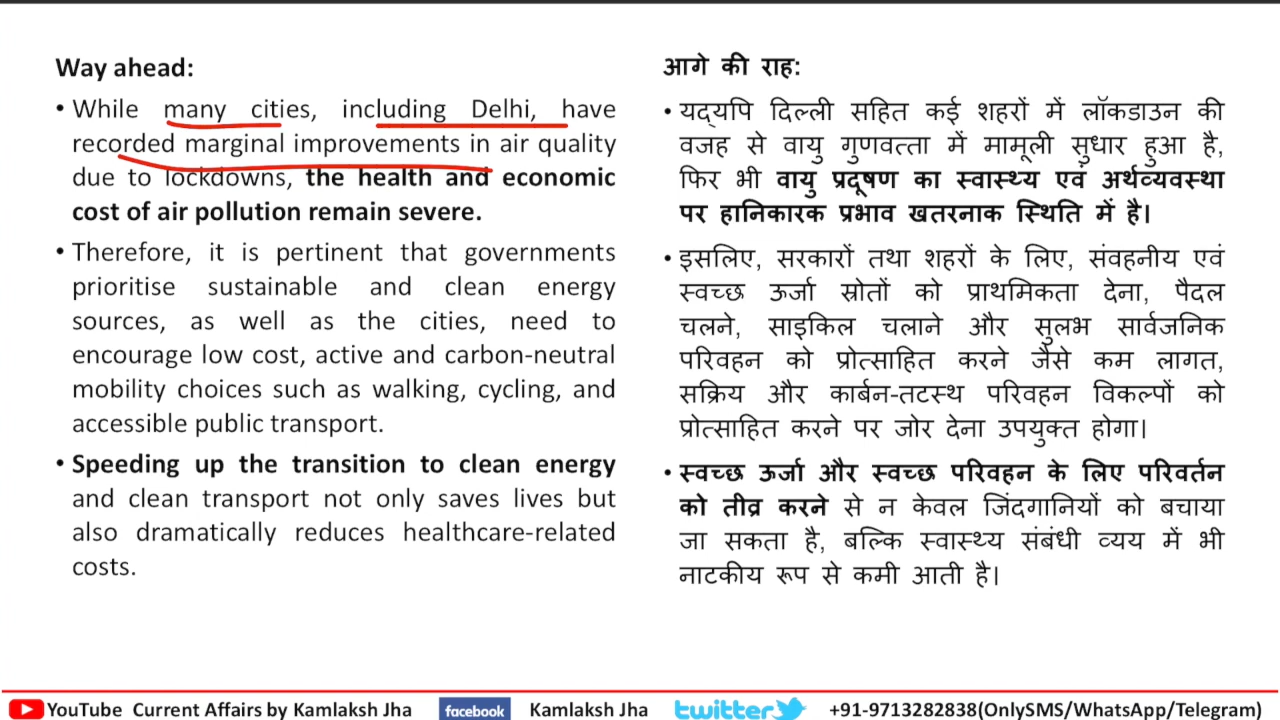 Way ahead:
• While many cities, including Delhi, have
recorded marginal improvements in air quality
due to lockdowns, the health and economic
cost of air pollution remain severe.
• Therefore, it is pertinent that governments
prioritise sustainable and clean energy
sources, as well as the cities, need to
encourage low cost, active and carbon-neutral
mobility choices such as walking, cycling, and
accessible public transport.
• Speeding up the transition to clean energy
and clean transport not only saves lives but
also dramatically reduces healthcare-related
costs.
आगे की राह:
• यद्यपि दिल्ली सहित कई शहरों में लॉकडाउन की
वजह से वायु गुणवत्ता में मामूली सुधार हुआ है,
फिर भी वायु प्रदूषण का स्वास्थ्य एवं अर्थव्यवस्था
पर हानिकारक प्रभाव खतरनाक स्थिति में है।
• इसलिए, सरकारों तथा शहरों के लिए, संवहनीय एवं
स्वच्छ ऊर्जा स्रोतों को प्राथमिकता देना, पैदल
चलने, साइकिल चलाने और सुलभ सार्वजनिक
परिवहन को प्रोत्साहित करने जैसे कम लागत,
सक्रिय और कार्बन-तटस्थ परिवहन विकल्पों को
प्रोत्साहित करने पर जोर देना उपयुक्त होगा।
• स्वच्छ ऊर्जा और स्वच्छ परिवहन के लिए परिवर्तन
को तीव्र करने से न केवल जिंदगानियों को बचाया
जा सकता है, बल्कि स्वास्थ्य संबंधी व्यय में भी
नाटकीय रूप से कमी आती है।
YouTube Current Affairs by Kamlaksh Jha facebook Kamlaksh Jha twitter +91-9713282838(OnlySMS/WhatsApp/Telegram)